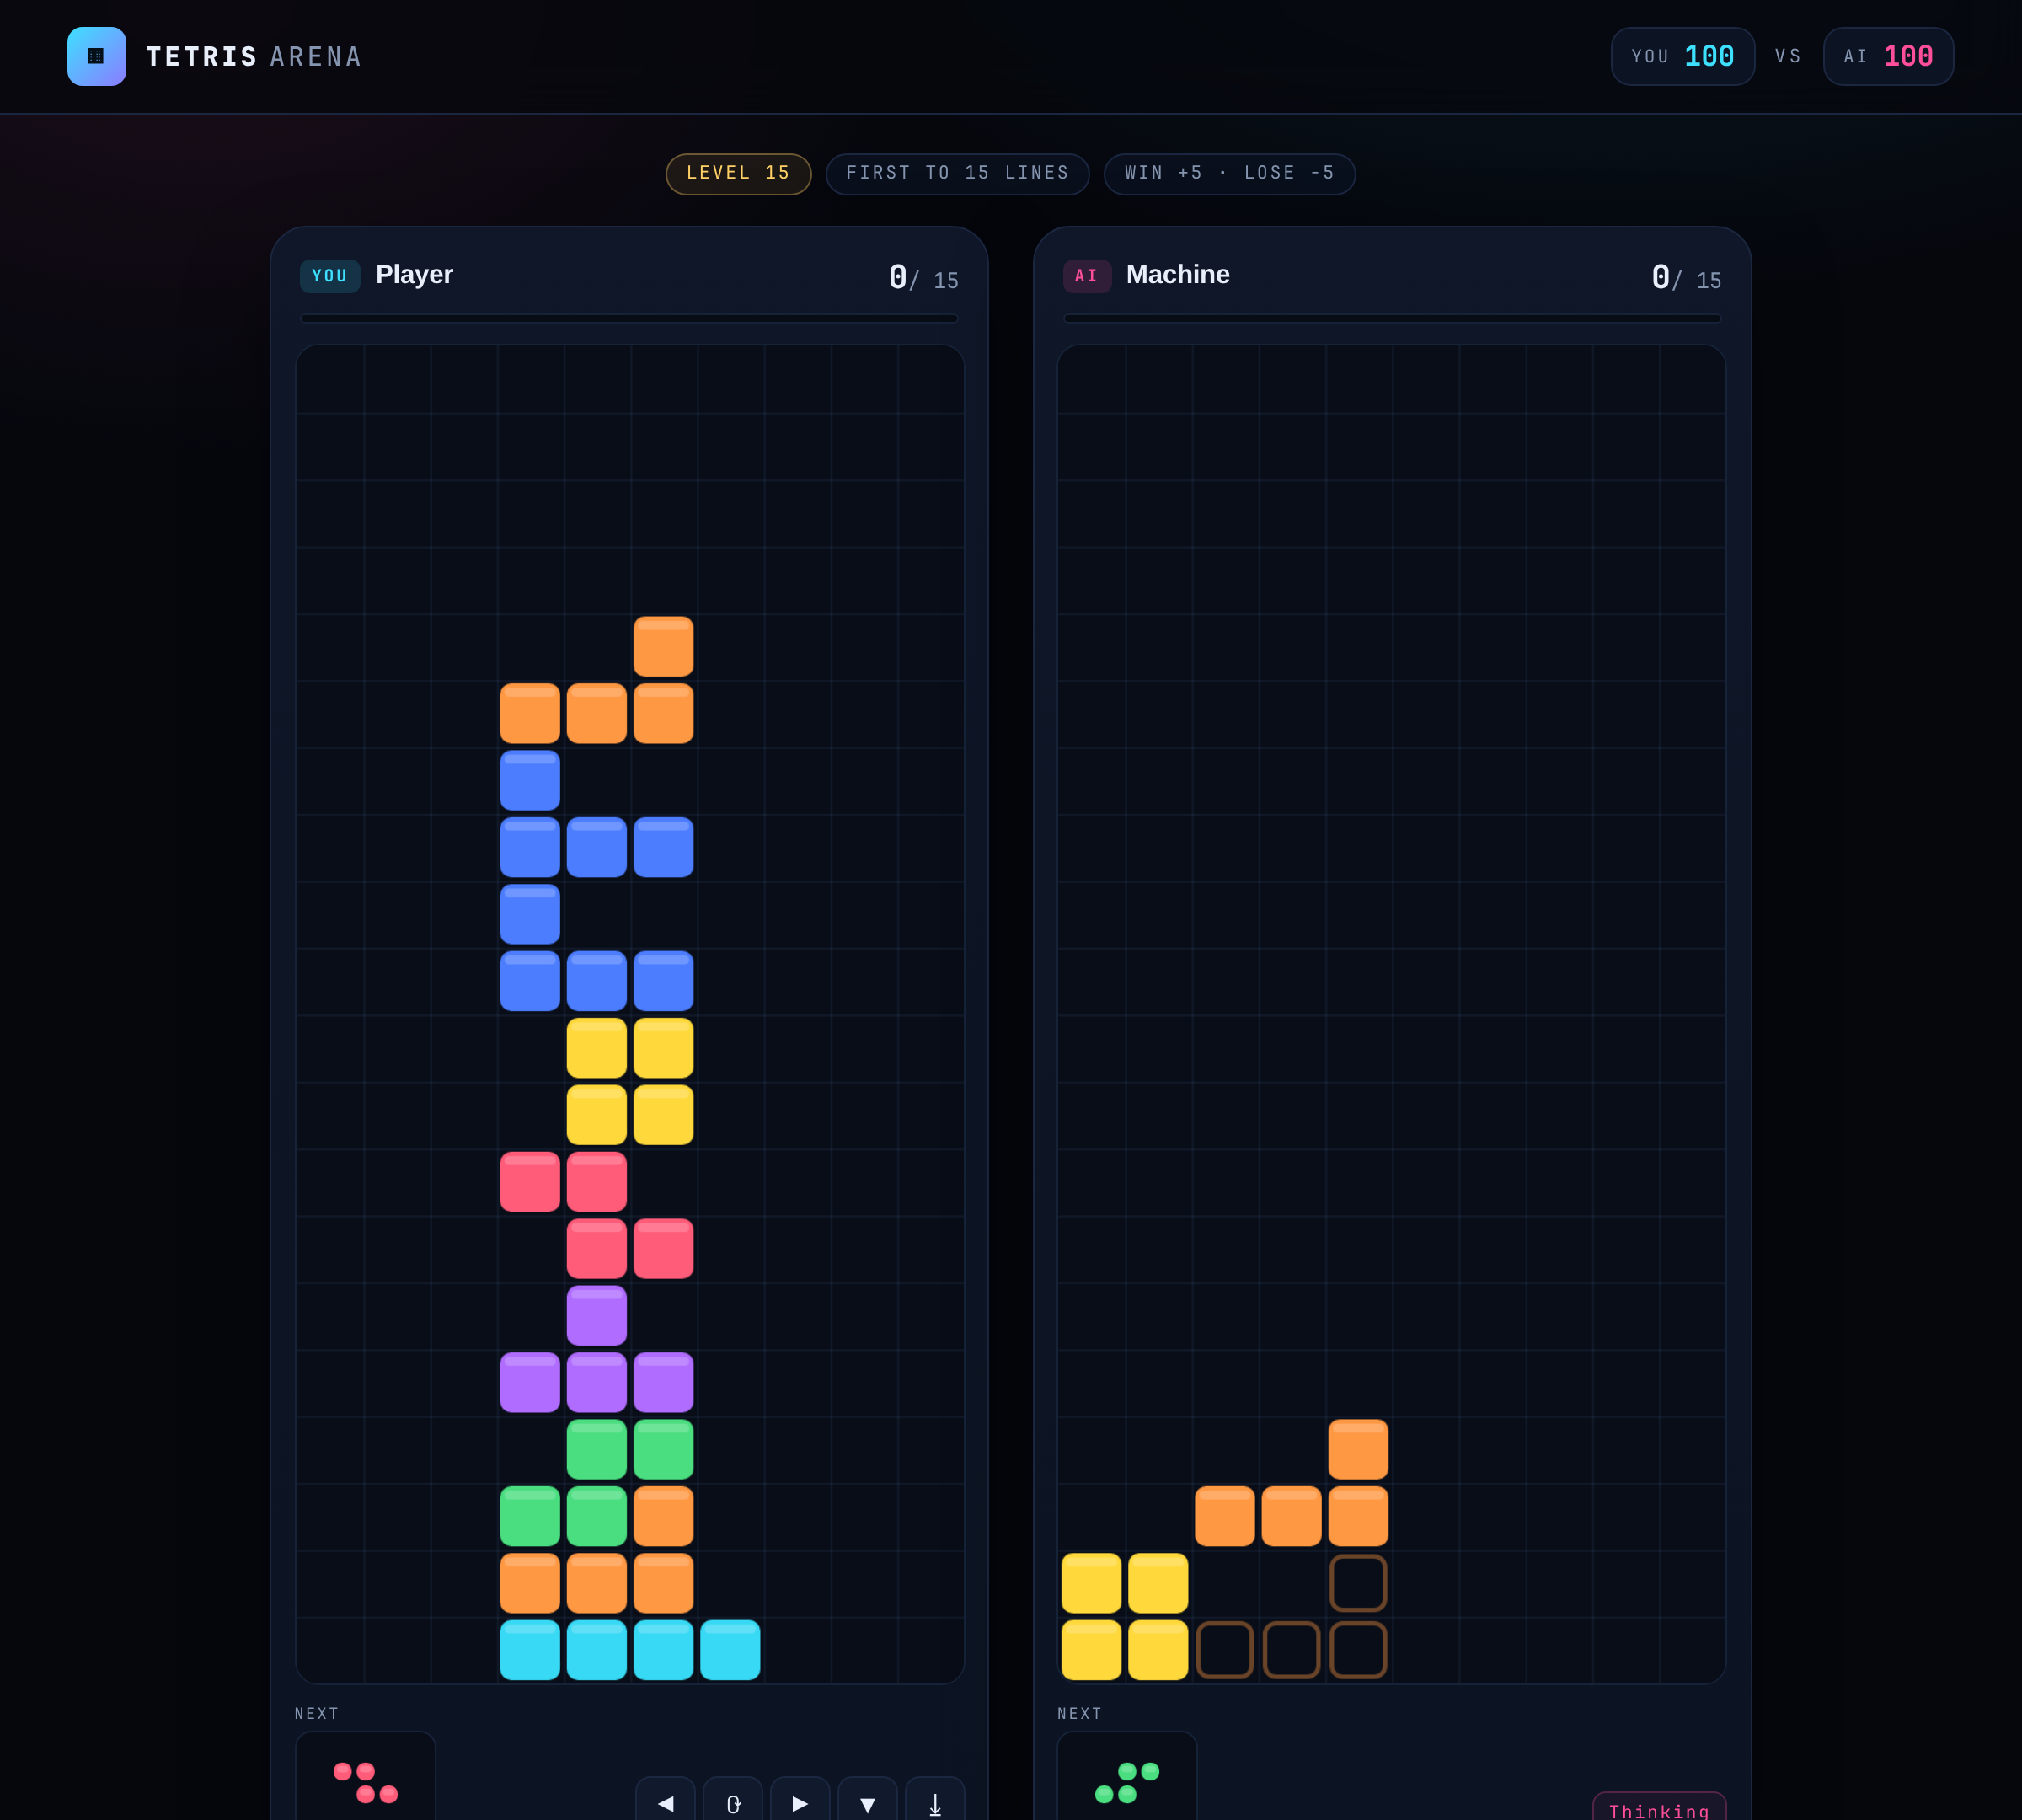 TETRIS ARENA
YOU 100 VS AI 100
LEVEL 15 FIRST TO 15 LINES WIN +5 · LOSE -5
YOU Player 0/ 15
AI Machine 0/ 15
NEXT
NEXT
Thinking